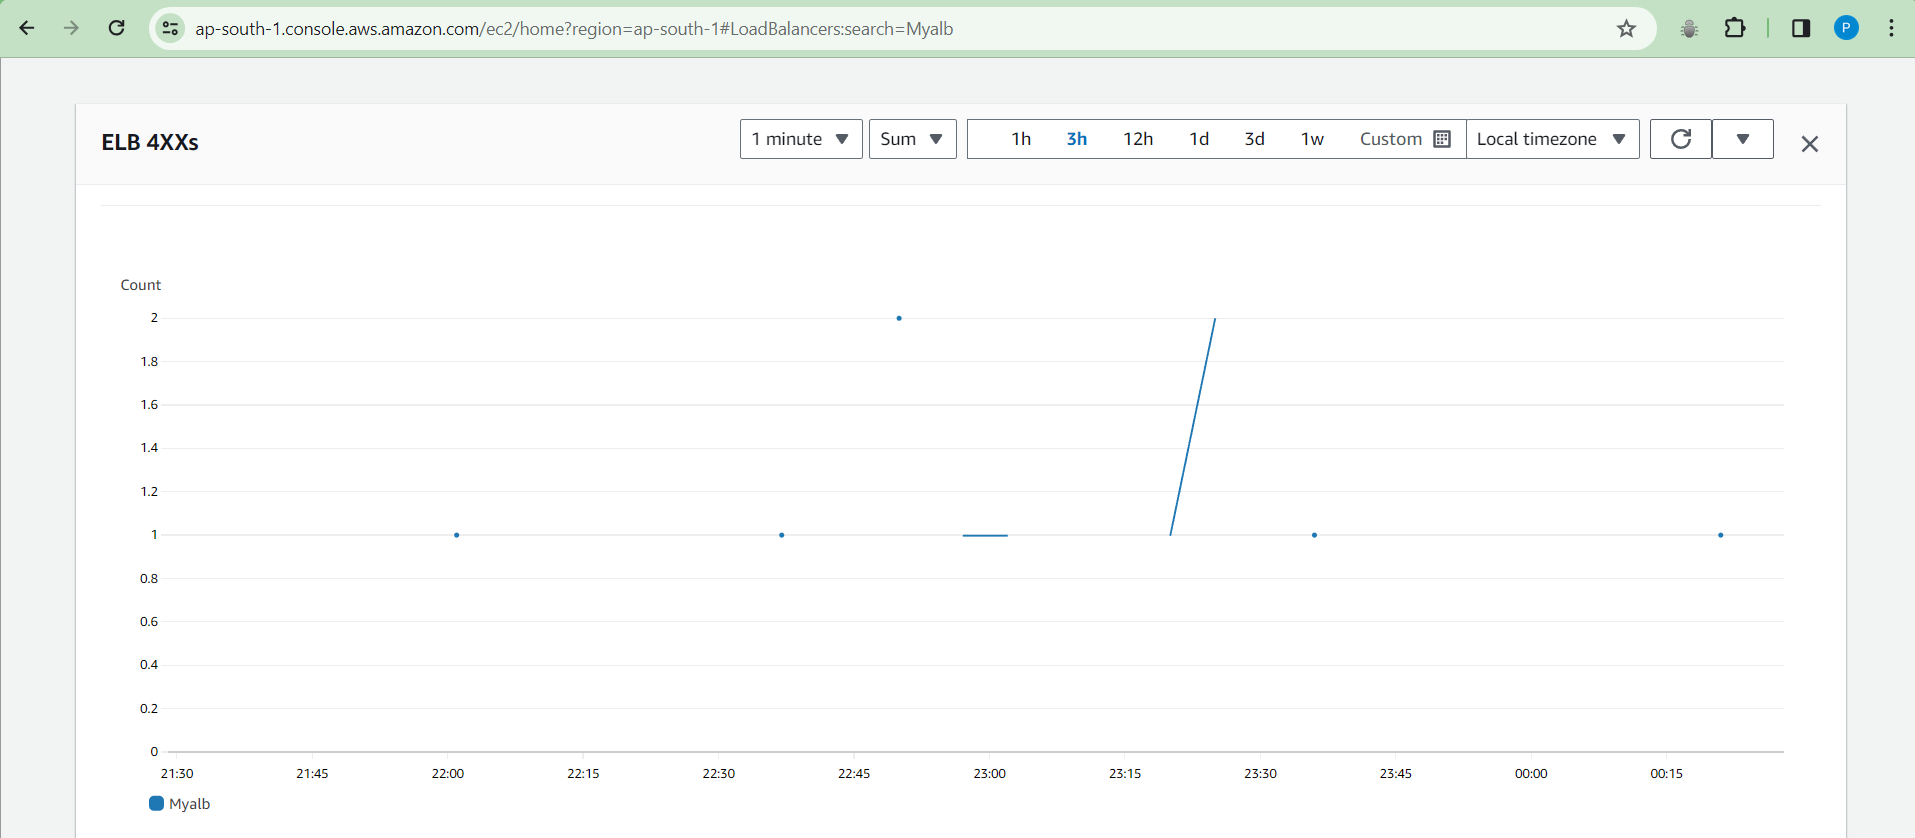 ap-south-1.console.aws.amazon.com/ec2/home?region=ap-south-1#LoadBalancers:search=Myalb
P
ELB 4XXs
1 minute
Sum
1h 3h 12h 1d 3d 1w Custom
Local timezone
Count
2
1.8
1.6
1.4
1.2
1
0.8
0.6
0.4
0.2
0
21:30 21:45 22:00 22:15 22:30 22:45 23:00 23:15 23:30 23:45 00:00 00:15
Myalb